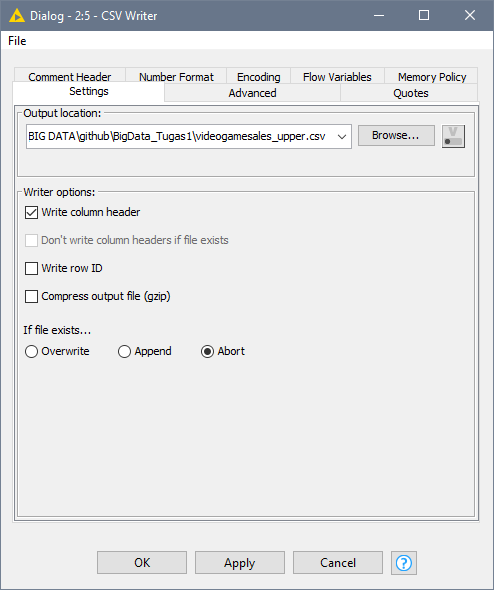 Dialog - 2:5 - CSV Writer
File
Comment Header Number Format Encoding Flow Variables Memory Policy
Settings Advanced Quotes
Output location:
BIG DATA\github\BigData_Tugas1\videogamesales_upper.csv Browse... V
Writer options:
Write column header
Don't write column headers if file exists
Write row ID
Compress output file (gzip)
If file exists...
Overwrite Append Abort
OK Apply Cancel ?